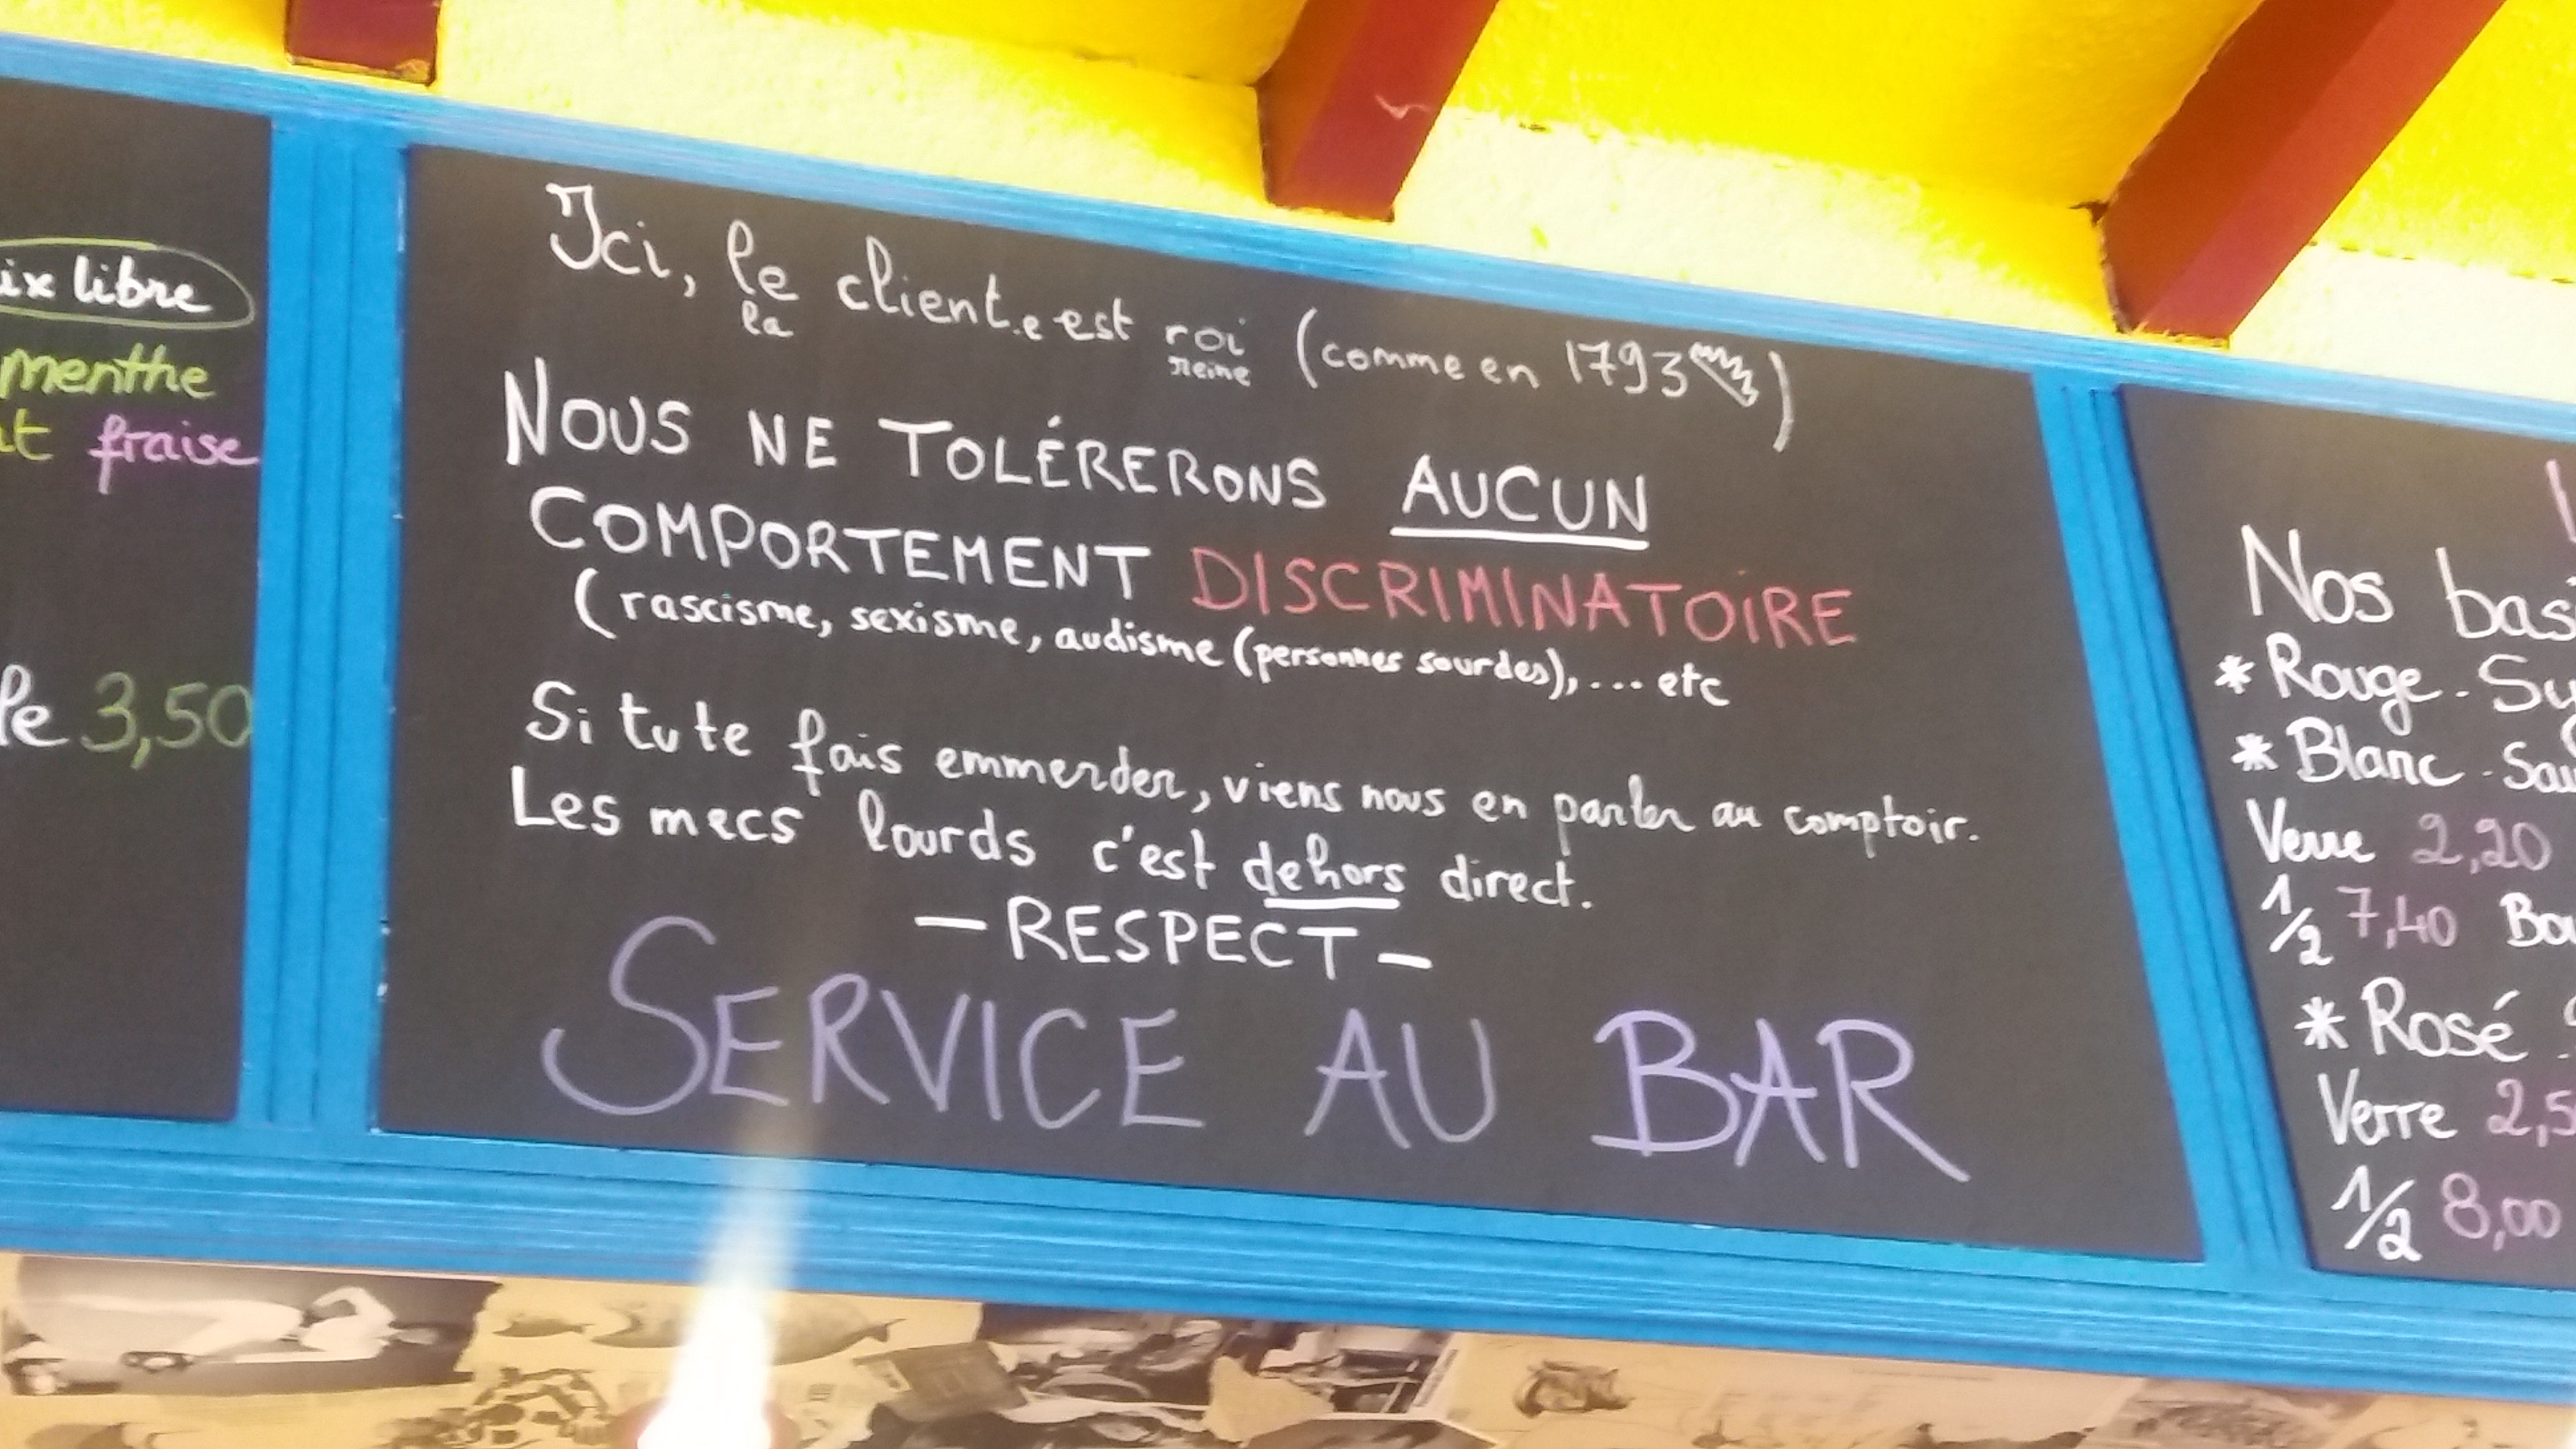 ix libre
menthe
fraise
3,50
Ici, le client.e est roi (comme en 1793)
la reine
NOUS NE TOLÉRERONS AUCUN
COMPORTEMENT DISCRIMINATOIRE
(rascisme, sexisme, audisme (personnes sourdes), ... etc
Si tu te fais emmerder, viens nous en parler au comptoir.
Les mecs lourds c'est dehors direct.
- RESPECT -
SERVICE AU BAR
Nos
* Rouge -
* Blanc -
Verre 2,20
1/2 7,40
* Rosé
Verre 2,5
1/2 8,00